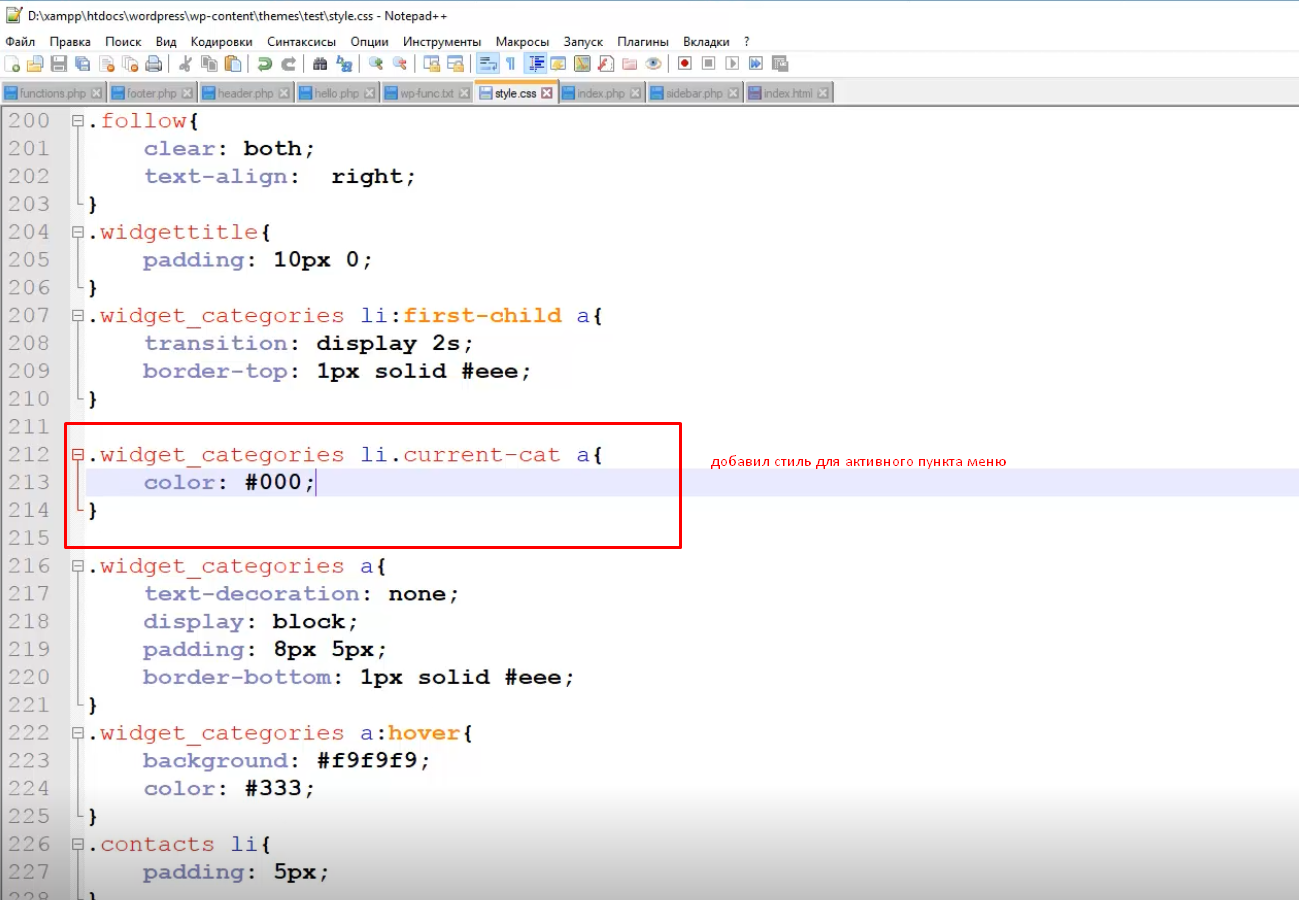 D:\xampp\htdocs\wordpress\wp-content\themes\test\style.css - Notepad++
Файл Правка Поиск Вид Кодировки Синтаксисы Опции Инструменты Макросы Запуск Плагины Вкладки ?
functions.php footer.php header.php hello.php wp-func.txt style.css index.php sidebar.php index.html
200 .follow{
201 clear: both;
202 text-align:  right;
203 }
204 .widgettitle{
205 padding: 10px 0;
206 }
207 .widget_categories li:first-child a{
208 transition: display 2s;
209 border-top: 1px solid #eee;
210 }
211
212 .widget_categories li.current-cat a{
добавил стиль для активного пункта меню
213 color: #000;
214 }
215
216 .widget_categories a{
217 text-decoration: none;
218 display: block;
219 padding: 8px 5px;
220 border-bottom: 1px solid #eee;
221 }
222 .widget_categories a:hover{
223 background: #f9f9f9;
224 color: #333;
225 }
226 .contacts li{
227 padding: 5px;
228 }